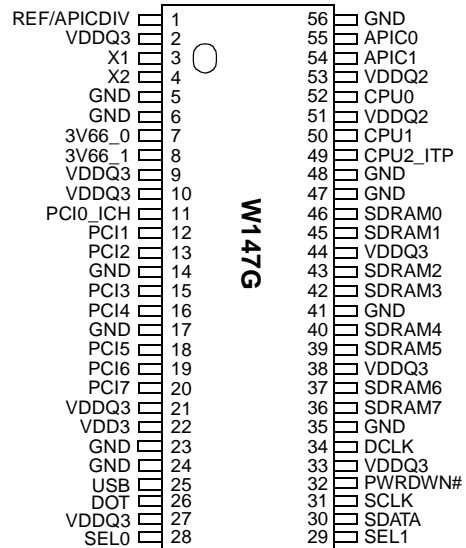 REF/APICDIV 1 56 GND
VDDQ3 2 55 APIC0
X1 3 54 APIC1
X2 4 53 VDDQ2
GND 5 52 CPU0
GND 6 51 VDDQ2
3V66_0 7 50 CPU1
3V66_1 8 49 CPU2_ITP
VDDQ3 9 48 GND
VDDQ3 10 47 GND
PCI0_ICH 11 46 SDRAM0
PCI1 12 45 SDRAM1
PCI2 13 44 VDDQ3
GND 14 43 SDRAM2
PCI3 15 42 SDRAM3
PCI4 16 41 GND
GND 17 40 SDRAM4
PCI5 18 39 SDRAM5
PCI6 19 38 VDDQ3
PCI7 20 37 SDRAM6
VDDQ3 21 36 SDRAM7
VDD3 22 35 GND
GND 23 34 DCLK
GND 24 33 VDDQ3
USB 25 32 PWRDWN#
DOT 26 31 SCLK
VDDQ3 27 30 SDATA
SEL0 28 29 SEL1
W147G